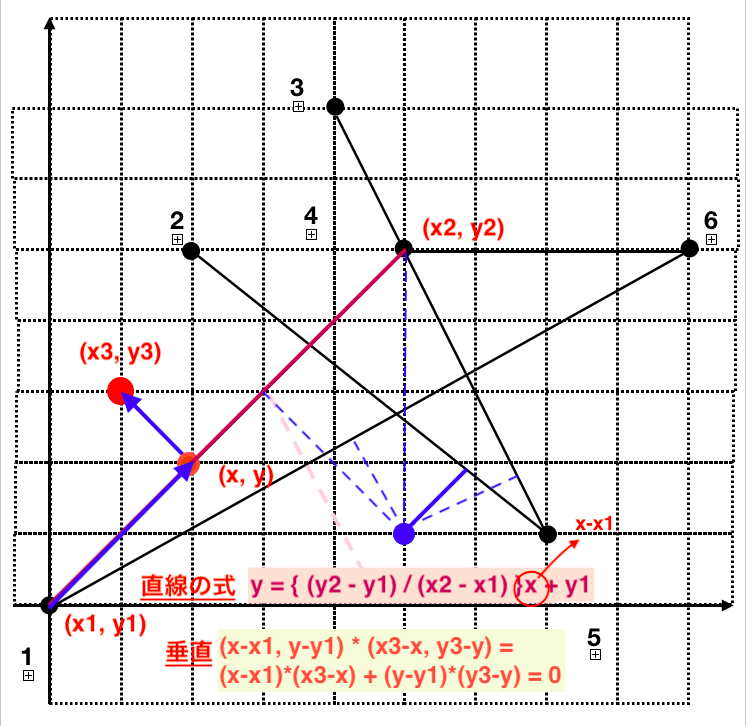 3
2
4
(x2, y2)
6
(x3, y3)
(x, y)
x-x1
直線の式 y = { (y2 - y1) / (x2 - x1) }x + y1
(x1, y1)
5
垂直 (x-x1, y-y1) * (x3-x, y3-y) =
(x-x1)*(x3-x) + (y-y1)*(y3-y) = 0
1